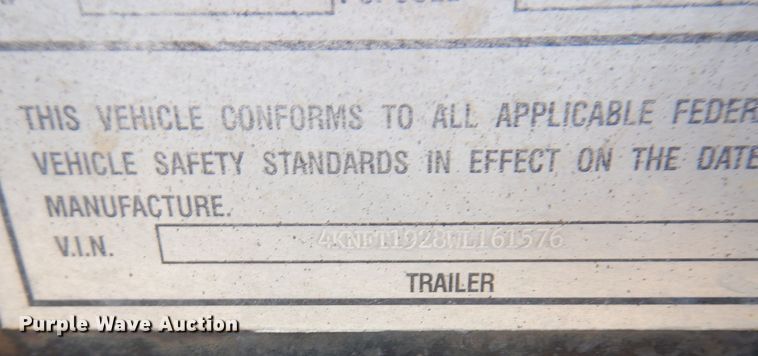 THIS VEHICLE CONFORMS TO ALL APPLICABLE FEDER
VEHICLE SAFETY STANDARDS IN EFFECT ON THE DATE
MANUFACTURE.
V.I.N. 4KNFT1928WL161576
TRAILER
Purple Wave Auction